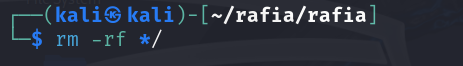 ┌──(kali㉿kali)-[~/rafia/rafia]
└─$ rm -rf */